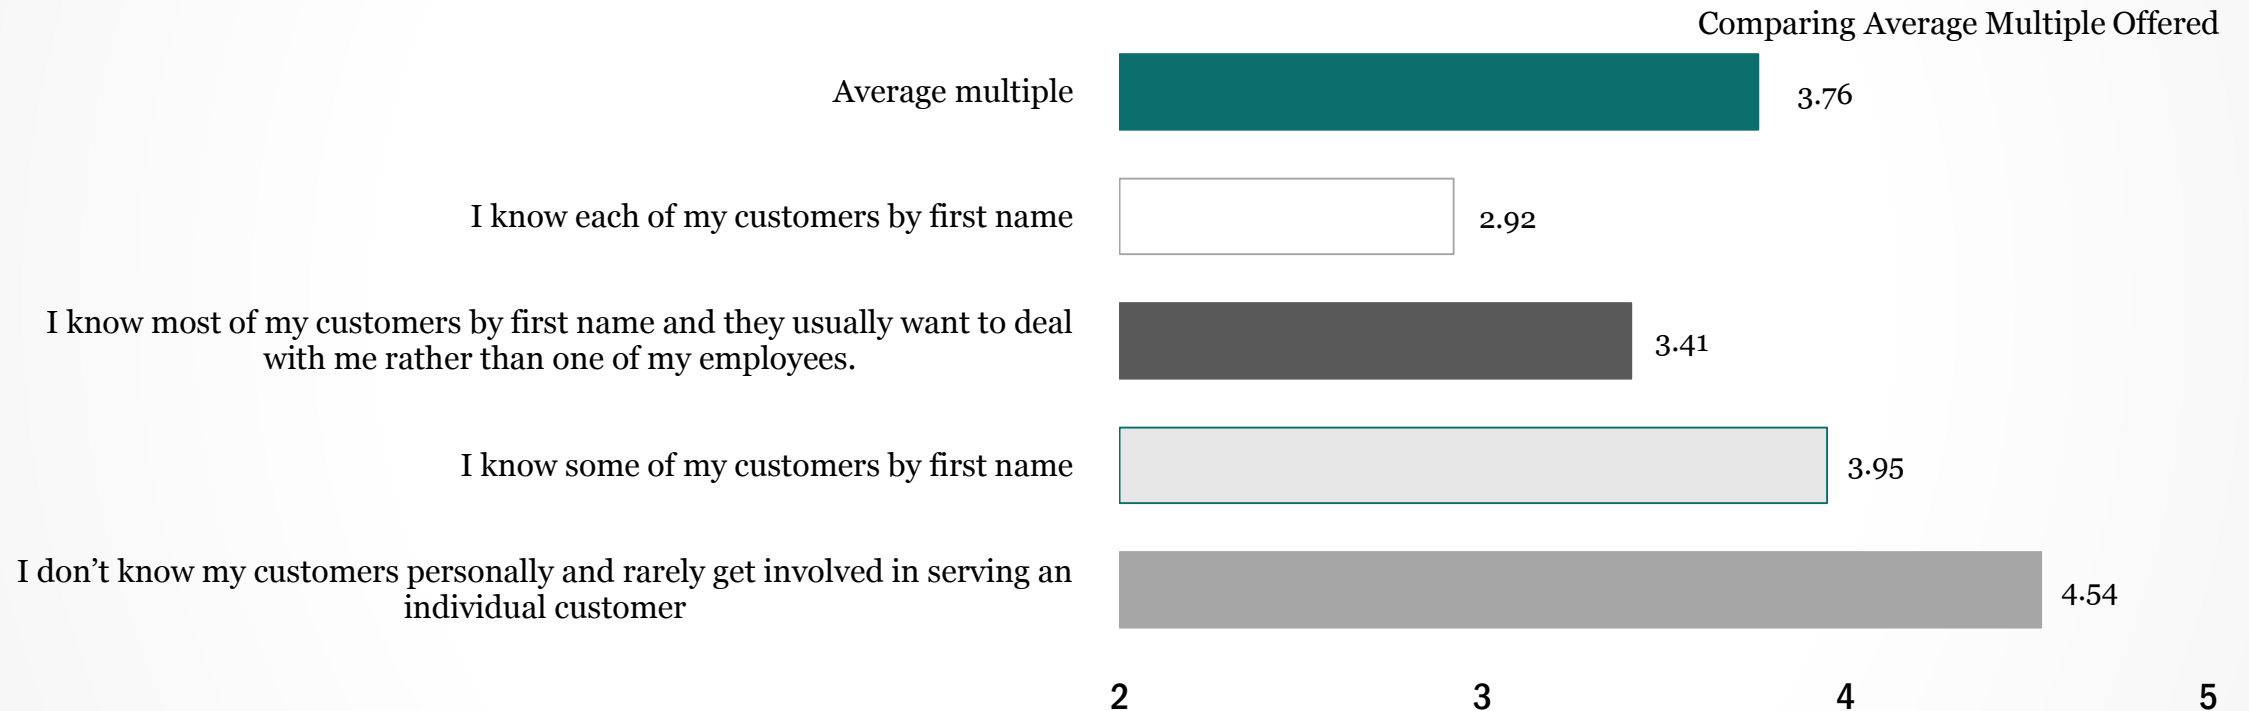 Comparing Average Multiple Offered
Average multiple
3.76
I know each of my customers by first name
2.92
I know most of my customers by first name and they usually want to deal
with me rather than one of my employees.
3.41
I know some of my customers by first name
3.95
I don’t know my customers personally and rarely get involved in serving an
individual customer
4.54
2 3 4 5